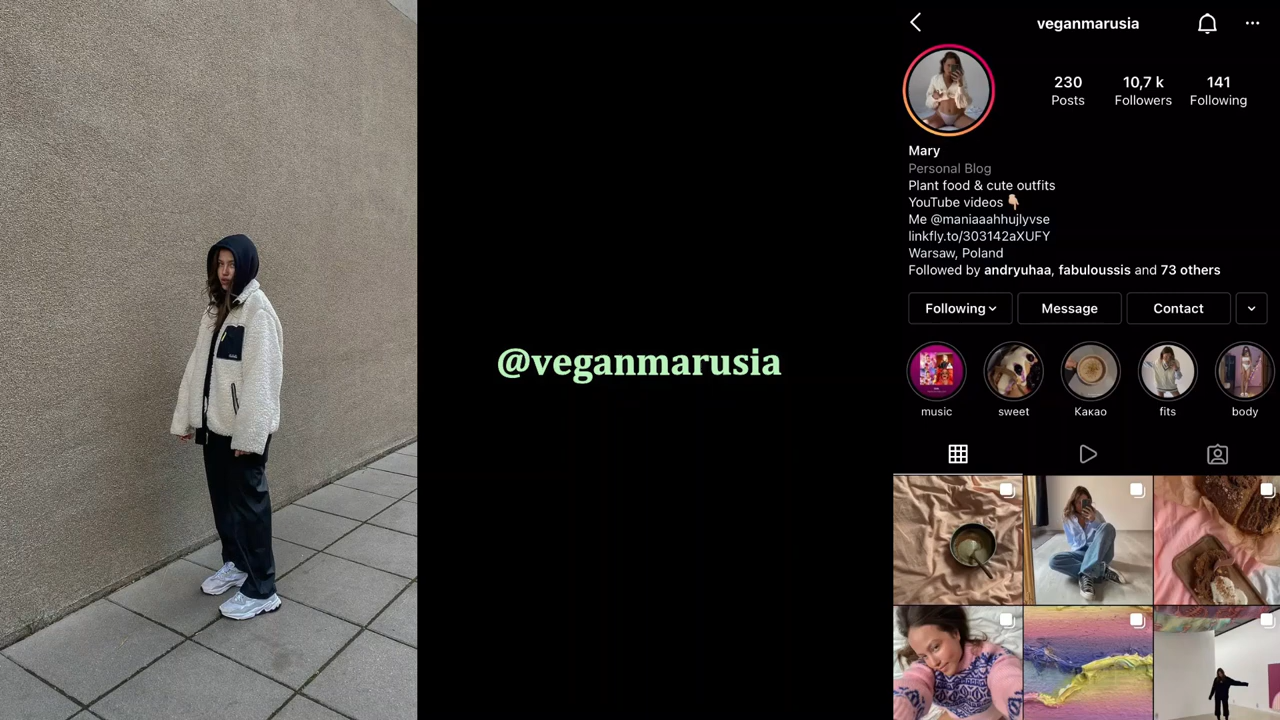 @veganmarusia
veganmarusia
230
10,7 k
141
Posts
Followers
Following
Mary
Personal Blog
Plant food & cute outfits
YouTube videos 👇🏻
Me @maniaaahhujlyvse
linkfly.to/303142aXUFY
Warsaw, Poland
Followed by andryuhaa, fabuloussis and 73 others
Following
Message
Contact
music
sweet
Какао
fits
body